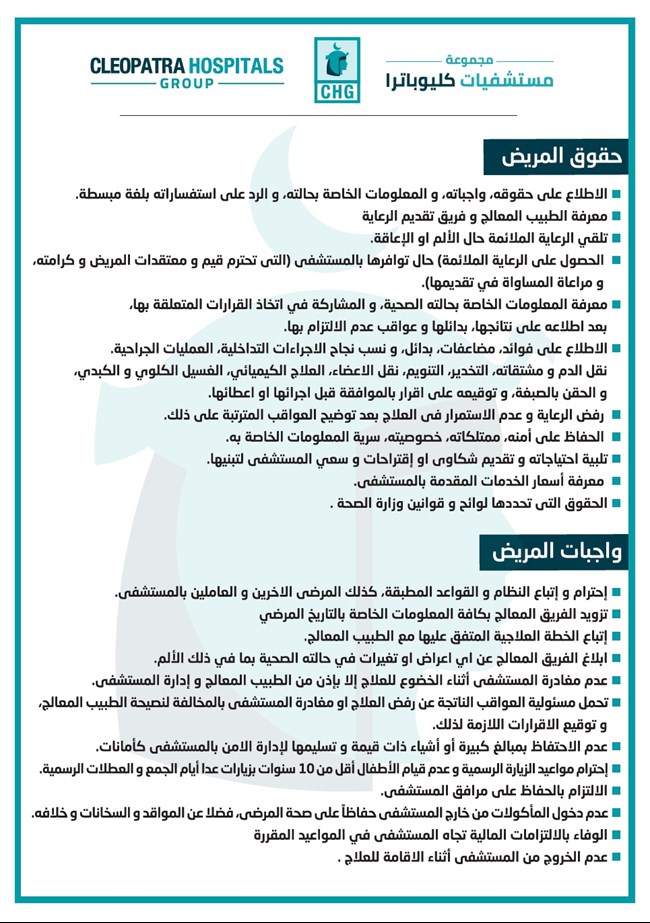 CLEOPATRA HOSPITALS
GROUP
CHG
مجموعة
مستشفيات كليوباترا
حقوق المريض
الاطلاع على حقوقه، واجباته، و المعلومات الخاصة بحالته، و الرد على استفساراته بلغة مبسطة.
معرفة الطبيب المعالج و فريق تقديم الرعاية
تلقي الرعاية الملائمة حال الألم او الإعاقة.
الحصول على الرعاية الملائمة) حال توافرها بالمستشفى (التى تحترم قيم و معتقدات المريض و كرامته،
و مراعاة المساواة في تقديمها).
معرفة المعلومات الخاصة بحالته الصحية، و المشاركة في اتخاذ القرارات المتعلقة بها،
بعد اطلاعه على نتائجها، بدائلها و عواقب عدم الالتزام بها.
الاطلاع على فوائد، مضاعفات، بدائل، و نسب نجاح الاجراءات التداخلية، العمليات الجراحية.
نقل الدم و مشتقاته، التخدير، التنويم، نقل الاعضاء، العلاج الكيميائي، الغسيل الكلوي و الكبدي،
و الحقن بالصبغة، و توقيعه على اقرار بالموافقة قبل اجرائها او اعطائها.
رفض الرعاية و عدم الاستمرار فى العلاج بعد توضيح العواقب المترتبة على ذلك.
الحفاظ على أمنه، ممتلكاته، خصوصيته، سرية المعلومات الخاصة به.
تلبية احتياجاته و تقديم شكاوى او إقتراحات و سعي المستشفى لتبنيها.
معرفة أسعار الخدمات المقدمة بالمستشفى.
الحقوق التى تحددها لوائح و قوانين وزارة الصحة .
واجبات المريض
إحترام و إتباع النظام و القواعد المطبقة، كذلك المرضى الاخرين و العاملين بالمستشفى.
تزويد الفريق المعالج بكافة المعلومات الخاصة بالتاريخ المرضي
إتباع الخطة العلاجية المتفق عليها مع الطبيب المعالج.
ابلاغ الفريق المعالج عن اي اعراض او تغيرات في حالته الصحية بما في ذلك الألم.
عدم مغادرة المستشفى أثناء الخضوع للعلاج إلا بإذن من الطبيب المعالج و إدارة المستشفى.
تحمل مسئولية العواقب الناتجة عن رفض العلاج او مغادرة المستشفى بالمخالفة لنصيحة الطبيب المعالج،
و توقيع الاقرارات اللازمة لذلك.
عدم الاحتفاظ بمبالغ كبيرة أو أشياء ذات قيمة و تسليمها لإدارة الامن بالمستشفى كأمانات.
إحترام مواعيد الزيارة الرسمية و عدم قيام الأطفال أقل من 10 سنوات بزيارات عدا أيام الجمع و العطلات الرسمية.
الالتزام بالحفاظ على مرافق المستشفى.
عدم دخول المأكولات من خارج المستشفى حفاظاً على صحة المرضى، فضلا عن المواقد و السخانات و خلافه.
الوفاء بالالتزامات المالية تجاه المستشفى في المواعيد المقررة
عدم الخروج من المستشفى أثناء الاقامة للعلاج .